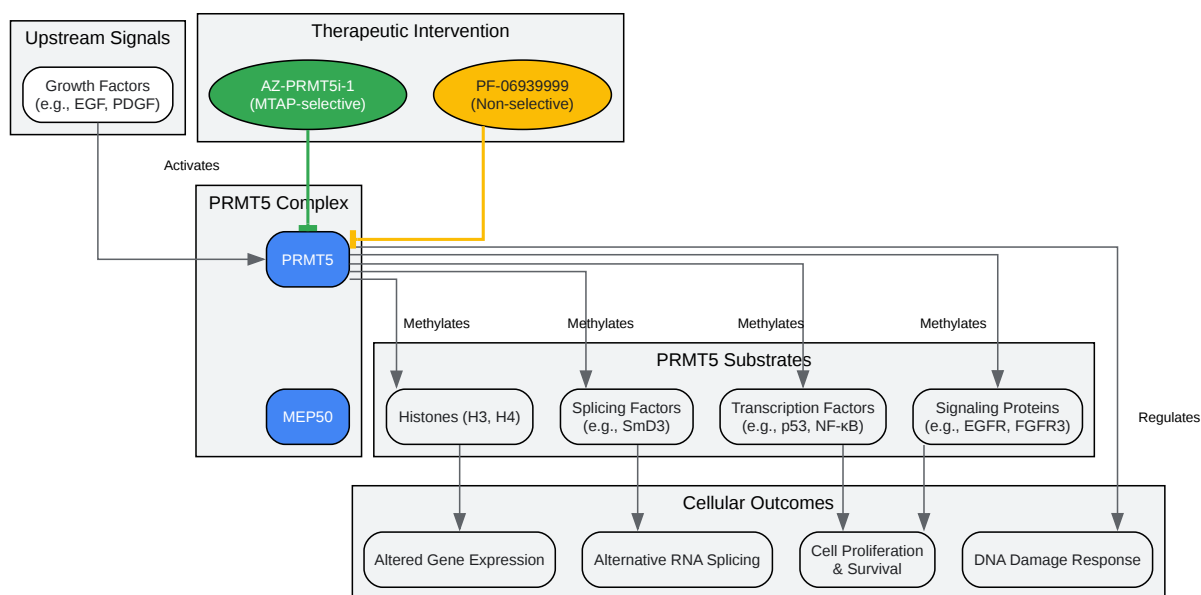 Upstream Signals
Growth Factors
(e.g., EGF, PDGF)
Therapeutic Intervention
AZ-PRMT5i-1
(MTAP-selective)
PF-06939999
(Non-selective)
Activates
PRMT5 Complex
PRMT5
MEP50
Methylates
Methylates
Methylates
Methylates
Regulates
PRMT5 Substrates
Histones (H3, H4)
Splicing Factors
(e.g., SmD3)
Transcription Factors
(e.g., p53, NF-κB)
Signaling Proteins
(e.g., EGFR, FGFR3)
Cellular Outcomes
Altered Gene Expression
Alternative RNA Splicing
Cell Proliferation
& Survival
DNA Damage Response